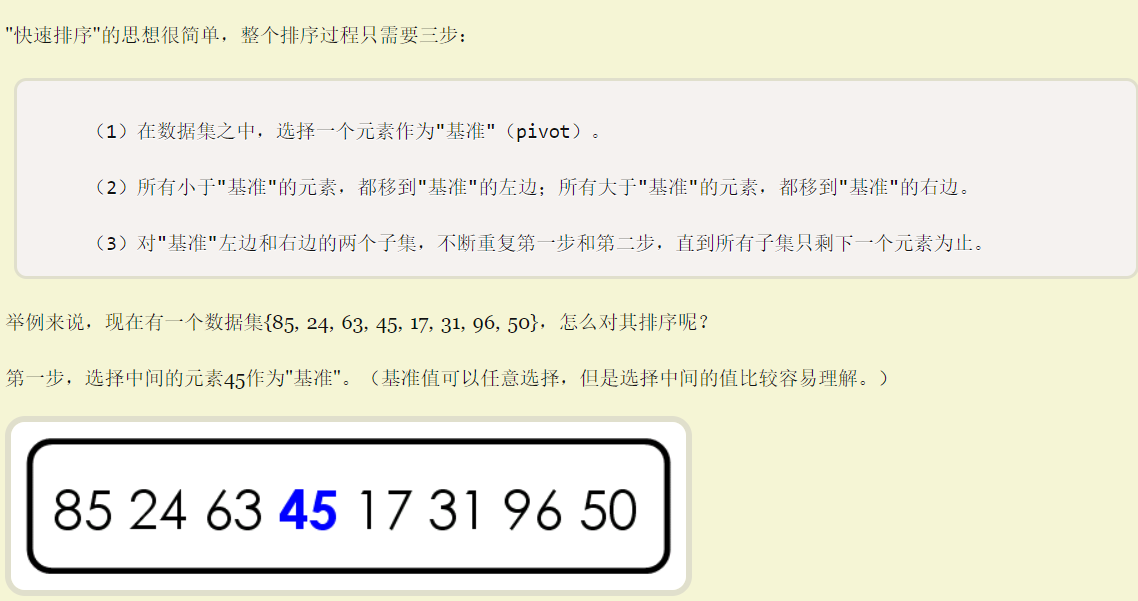 "快速排序"的思想很简单，整个排序过程只需要三步：
（1）在数据集之中，选择一个元素作为"基准"（pivot）。
（2）所有小于"基准"的元素，都移到"基准"的左边；所有大于"基准"的元素，都移到"基准"的右边。
（3）对"基准"左边和右边的两个子集，不断重复第一步和第二步，直到所有子集只剩下一个元素为止。
举例来说，现在有一个数据集{85, 24, 63, 45, 17, 31, 96, 50}，怎么对其排序呢？
第一步，选择中间的元素45作为"基准"。（基准值可以任意选择，但是选择中间的值比较容易理解。）
85 24 63 45 17 31 96 50